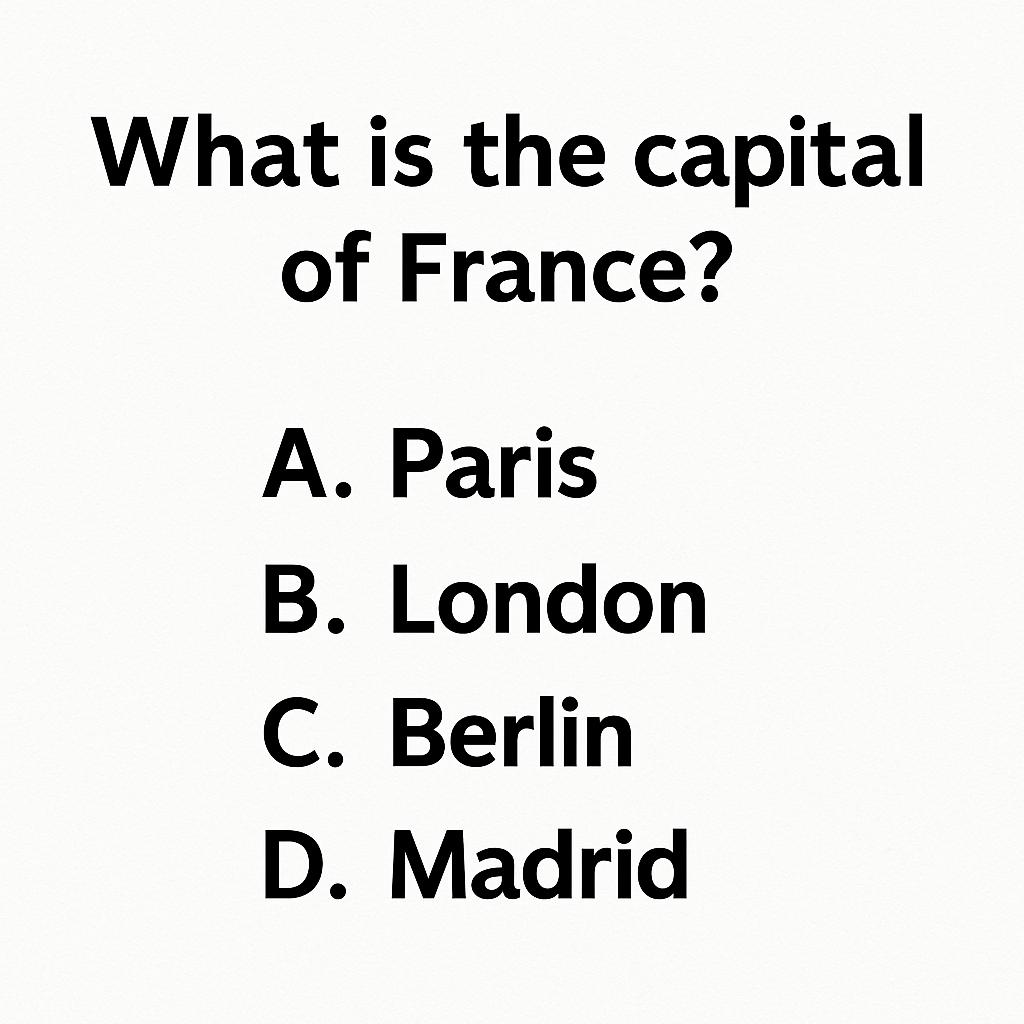 What is the capital
of France?
A. Paris
B. London
C. Berlin
D. Madrid